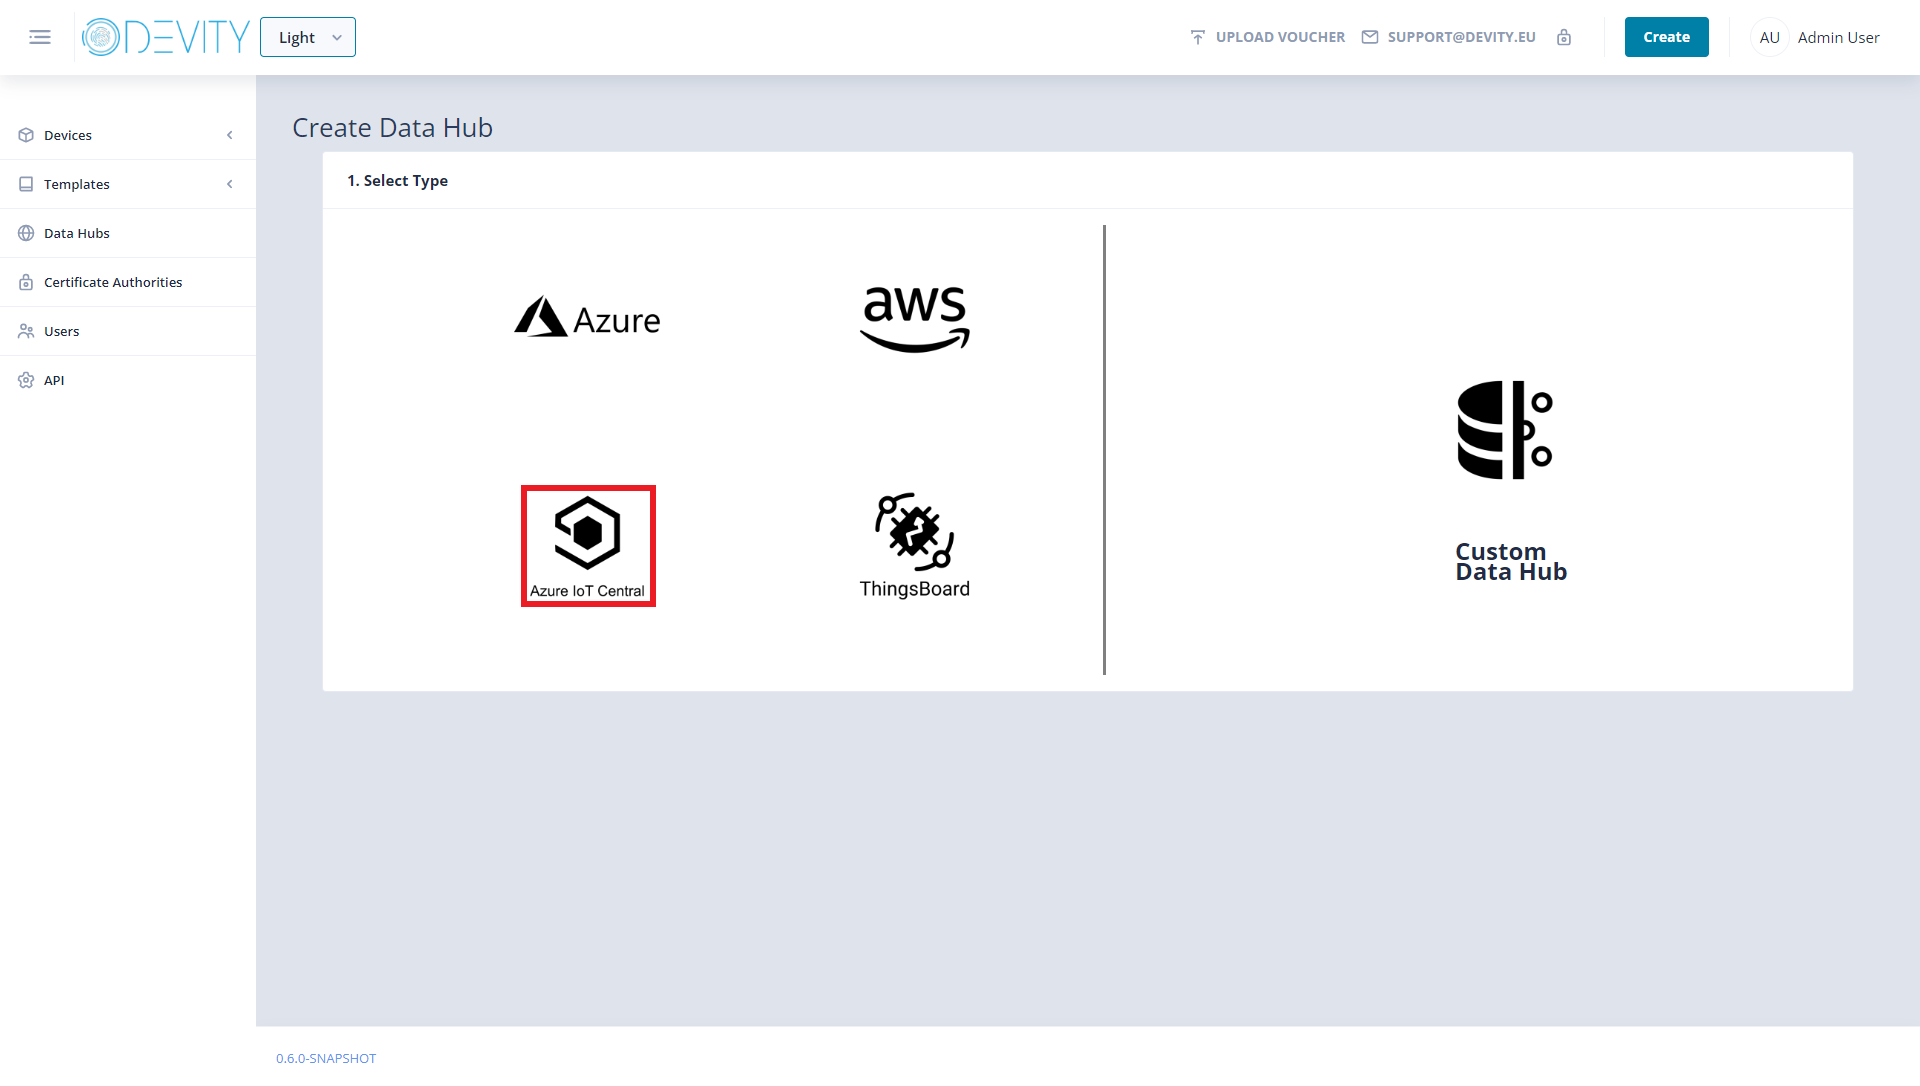 DEVITY
Light
UPLOAD VOUCHER
SUPPORT@DEVITY.EU
Create
AU
Admin User
Devices
Templates
Data Hubs
Certificate Authorities
Users
API
Create Data Hub
1. Select Type
Azure
aws
Azure IoT Central
ThingsBoard
Custom
Data Hub
0.6.0-SNAPSHOT